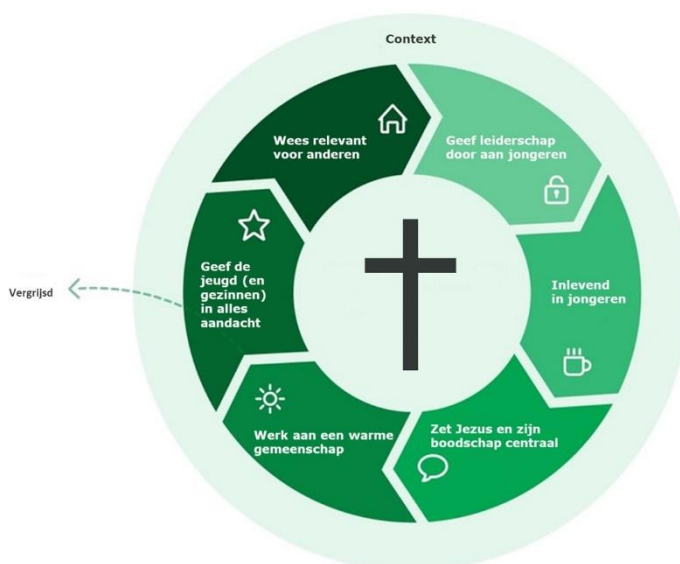 Context
Wees relevant
voor anderen
Geef leiderschap
door aan jongeren
Geef de
jeugd (en
gezinnen)
in alles
aandacht
Inlevend
in jongeren
Vergrijsd
Werk aan een warme
gemeenschap
Zet Jezus en zijn
boodschap centraal